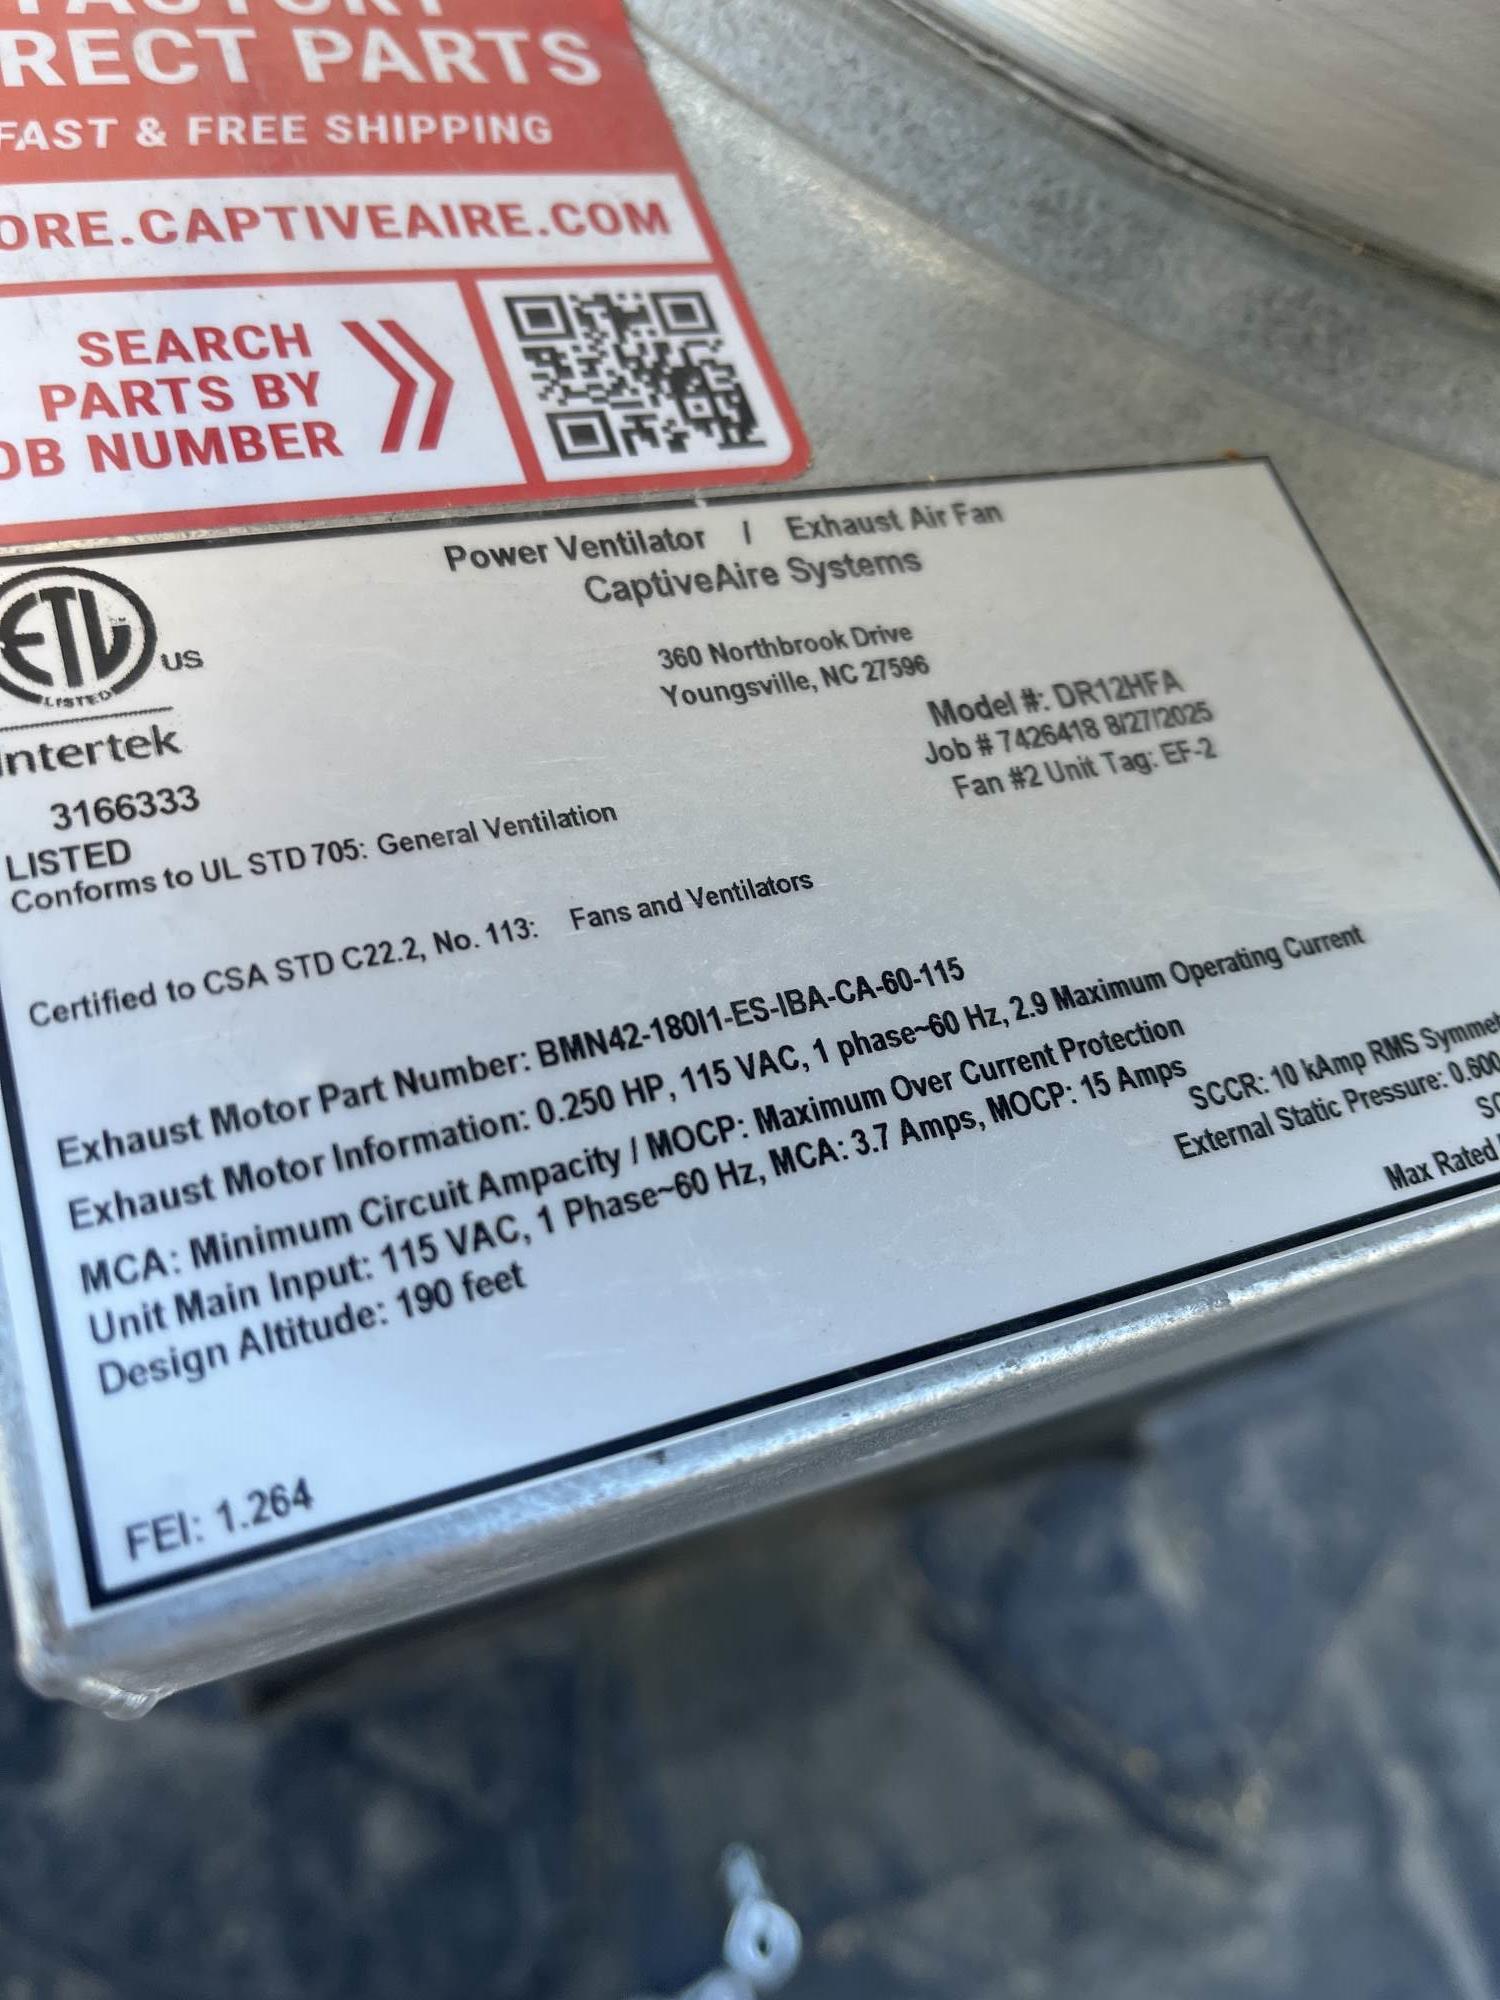 FACTORY
RECT PARTS
FAST & FREE SHIPPING
ORE.CAPTIVEAIRE.COM
SEARCH
PARTS BY
OB NUMBER
Power Ventilator / Exhaust Air Fan
CaptiveAire Systems
360 Northbrook Drive
Youngsville, NC 27596
ETL
LISTED
US
Intertek
3166333
LISTED
Model #: DR12HFA
Job # 7426418 8/27/2025
Fan #2 Unit Tag: EF-2
Conforms to UL STD 705: General Ventilation
Certified to CSA STD C22.2, No. 113: Fans and Ventilators
Exhaust Motor Part Number: BMN42-180I1-ES-IBA-CA-60-115
Exhaust Motor Information: 0.250 HP, 115 VAC, 1 phase~60 Hz, 2.9 Maximum Operating Current
MCA: Minimum Circuit Ampacity / MOCP: Maximum Over Current Protection
Unit Main Input: 115 VAC, 1 Phase~60 Hz, MCA: 3.7 Amps, MOCP: 15 Amps
SCCR: 10 kAmp RMS Symmet
Design Altitude: 190 feet
External Static Pressure: 0.600
Max Rated
FEI: 1.264